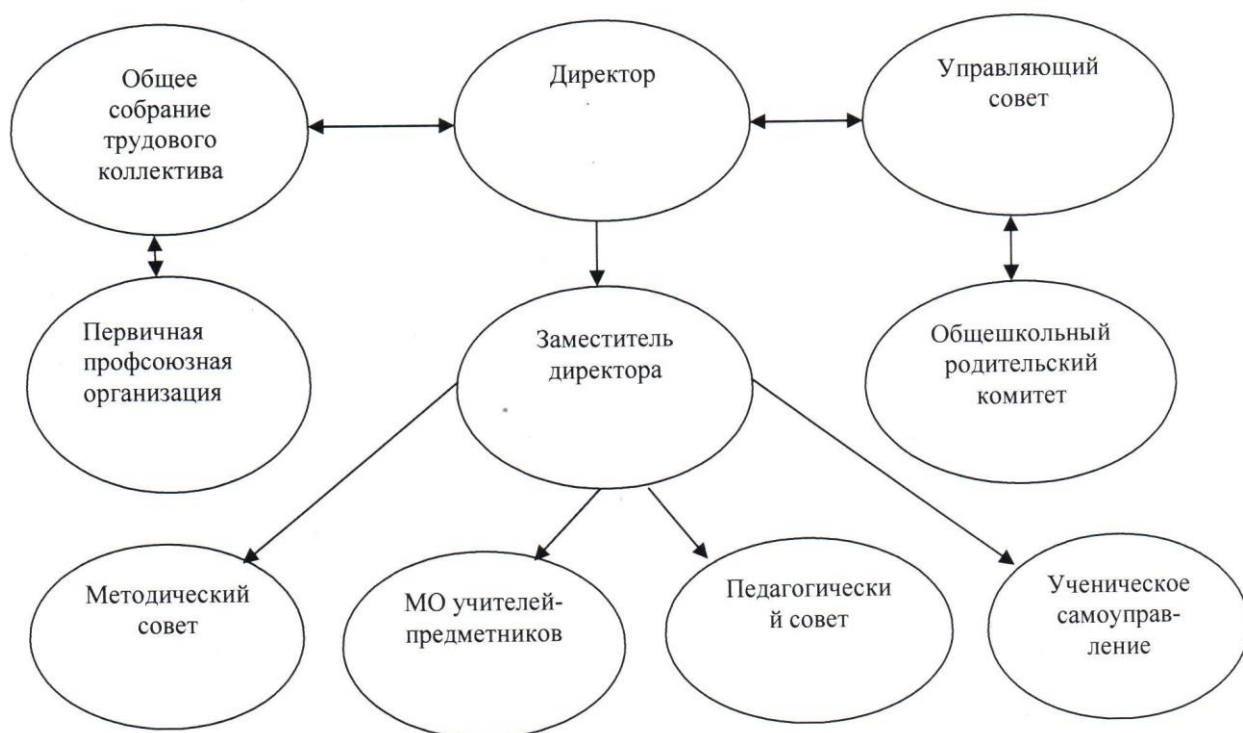 Общее
собрание
трудового
коллектива
Директор
Управляющий
совет
Первичная
профсоюзная
организация
Заместитель
директора
Общешкольный
родительский
комитет
Методический
совет
МО учителей-
предметников
Педагогически
й совет
Ученическое
самоуправ-
ление